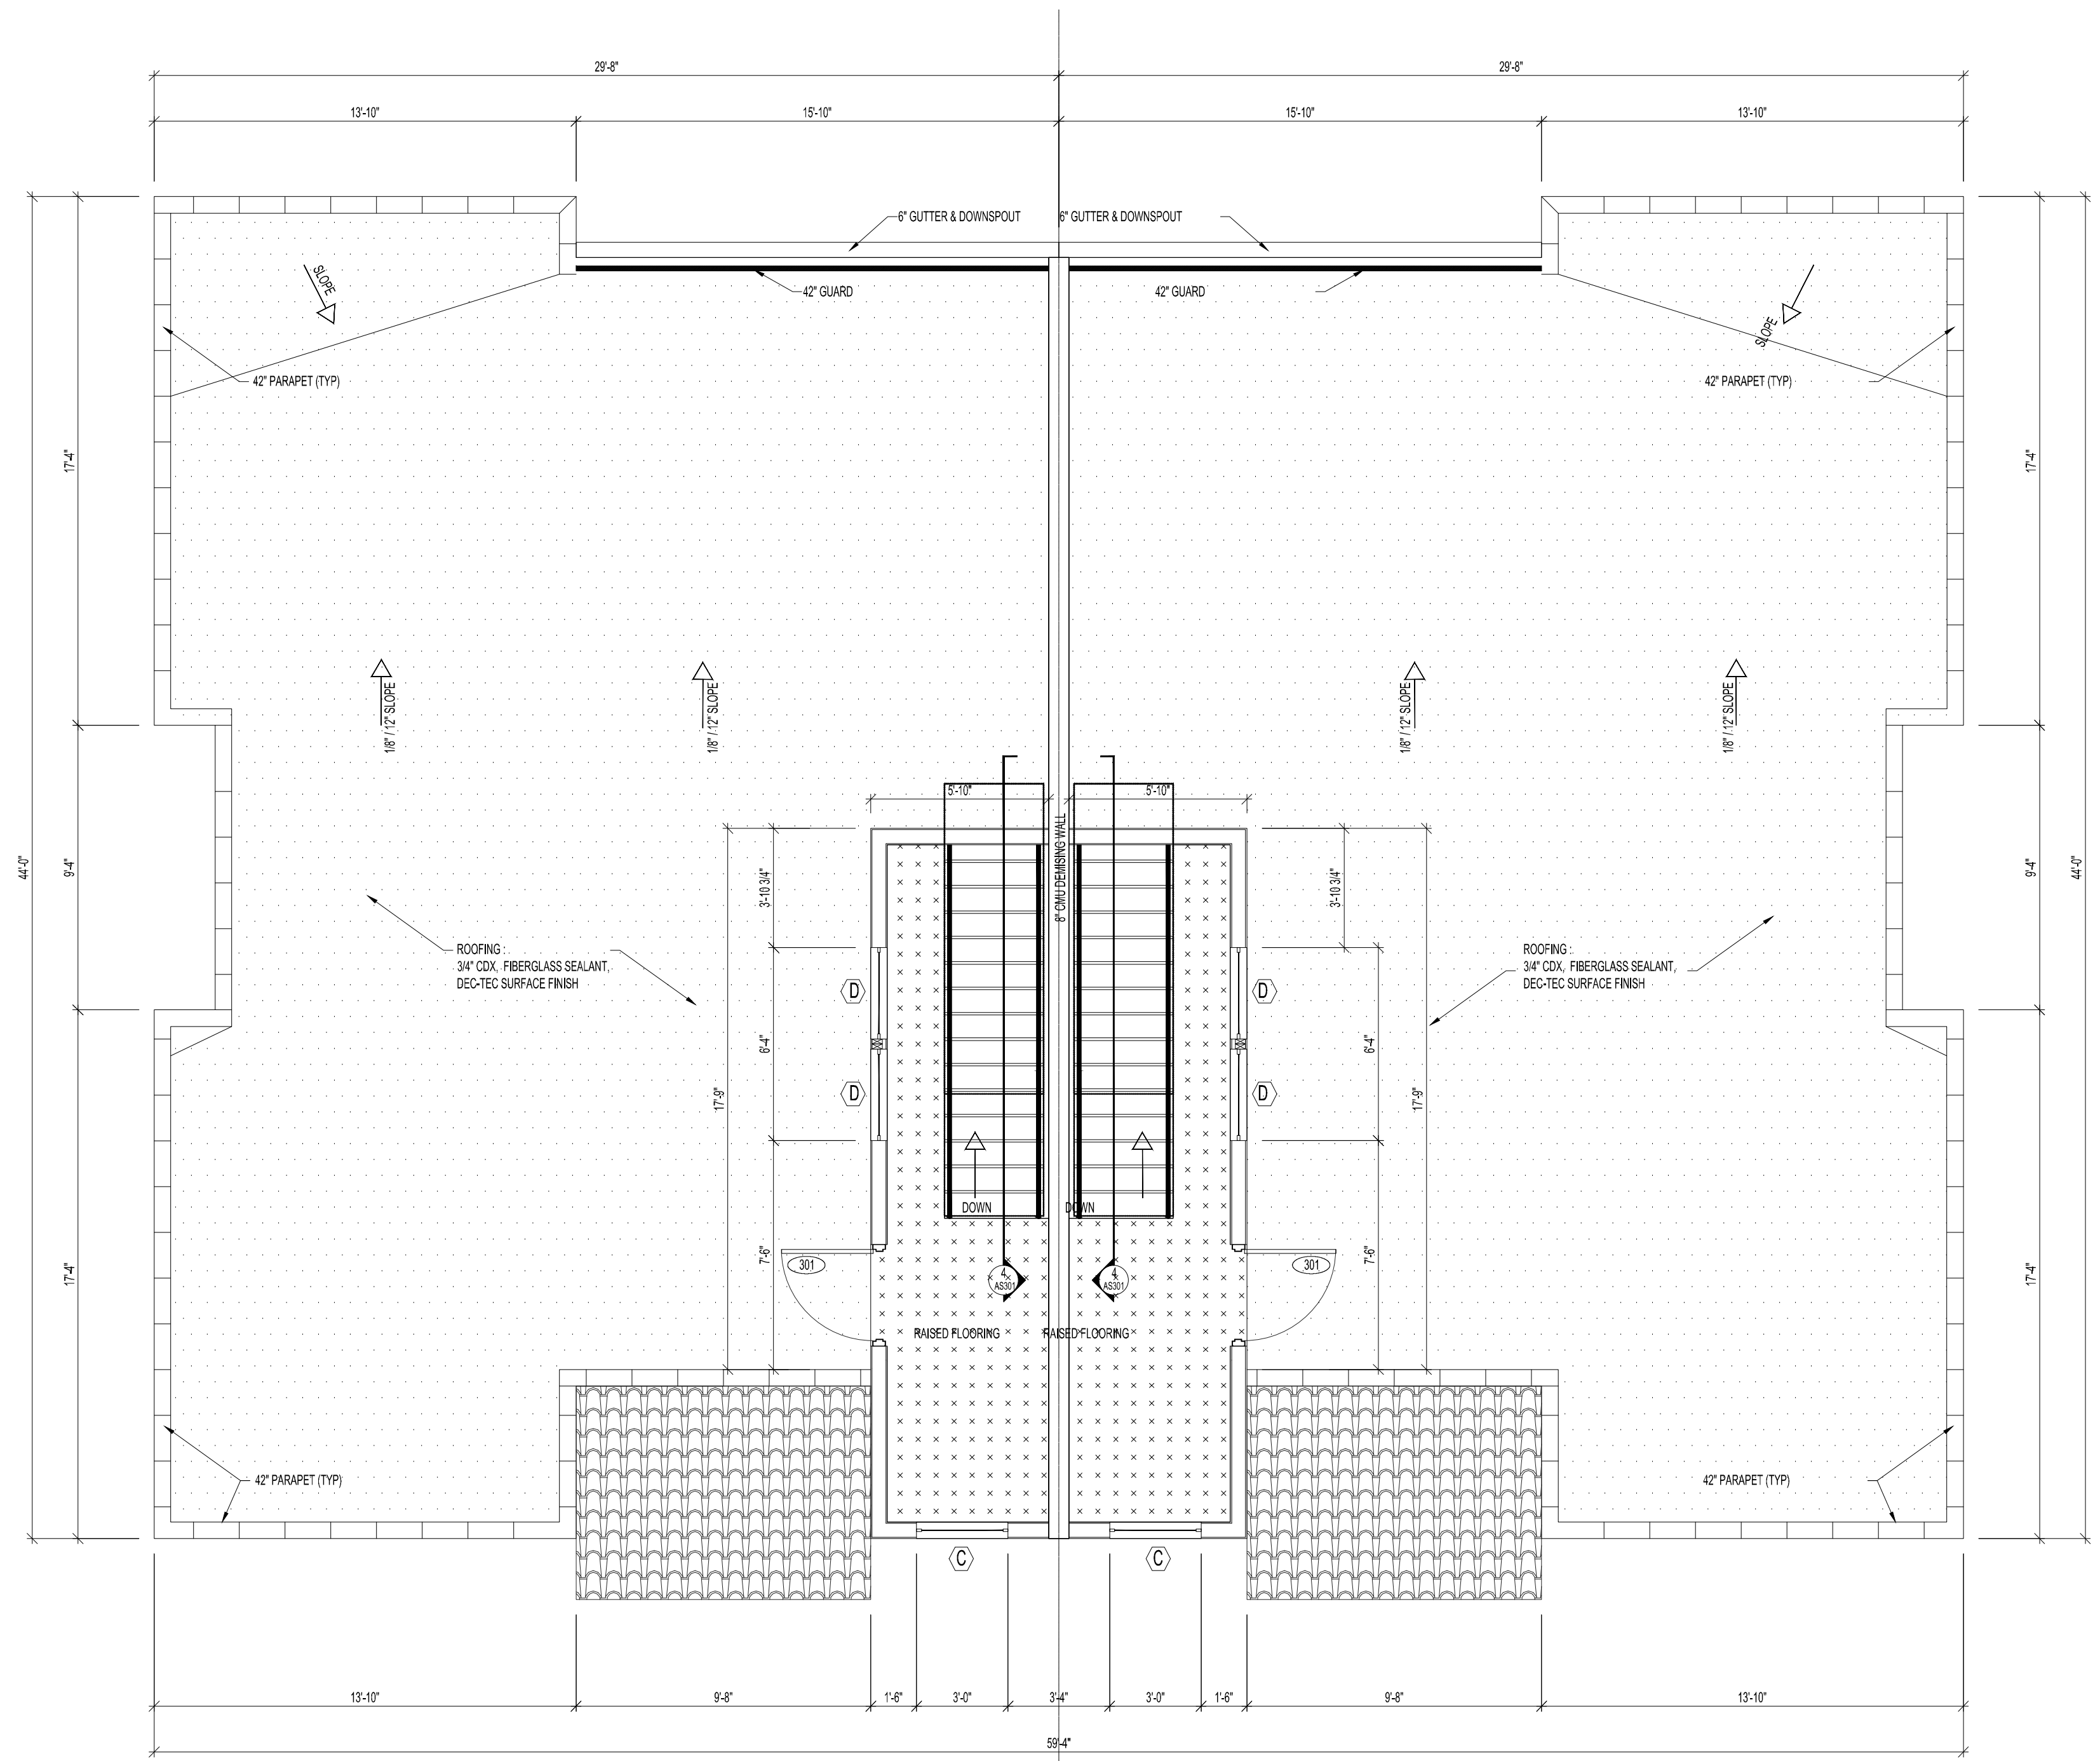 29'-8"
29'-8"
13'-10"
15'-10"
15'-10"
13'-10"
6" GUTTER & DOWNSPOUT
6" GUTTER & DOWNSPOUT
SLOPE
42" GUARD
42" GUARD
SLOPE
42" PARAPET (TYP)
42" PARAPET (TYP)
17'-4"
17'-4"
1/8" / 12" SLOPE
1/8" / 12" SLOPE
1/8" / 12" SLOPE
1/8" / 12" SLOPE
5'-10"
5'-10"
8" CMU DEMISING WALL
44'-0"
9'-4"
3'-10 3/4"
3'-10 3/4"
9'-4"
44'-0"
ROOFING :
3/4" CDX, FIBERGLASS SEALANT,
DEC-TEC SURFACE FINISH
ROOFING :
3/4" CDX, FIBERGLASS SEALANT,
DEC-TEC SURFACE FINISH
D
D
6'-4"
6'-4"
D
D
17'-9"
17'-9"
DOWN
DOWN
7'-6"
7'-6"
301
301
4
AS301
4
AS301
17'-4"
17'-4"
RAISED FLOORING
RAISED FLOORING
42" PARAPET (TYP)
42" PARAPET (TYP)
C
C
13'-10"
9'-8"
1'-6"
3'-0"
3'-4"
3'-0"
1'-6"
9'-8"
13'-10"
59'-4"